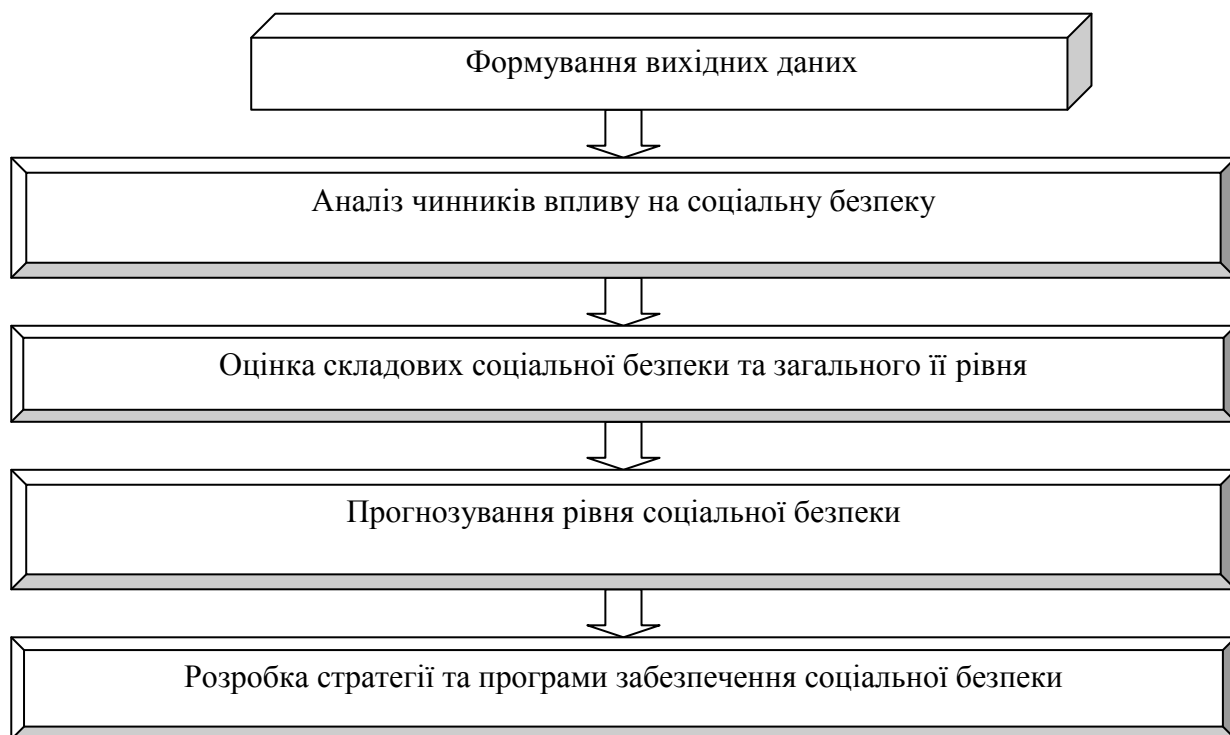 Формування вихідних даних
Аналіз чинників впливу на соціальну безпеку
Оцінка складових соціальної безпеки та загального її рівня
Прогнозування рівня соціальної безпеки
Розробка стратегії та програми забезпечення соціальної безпеки